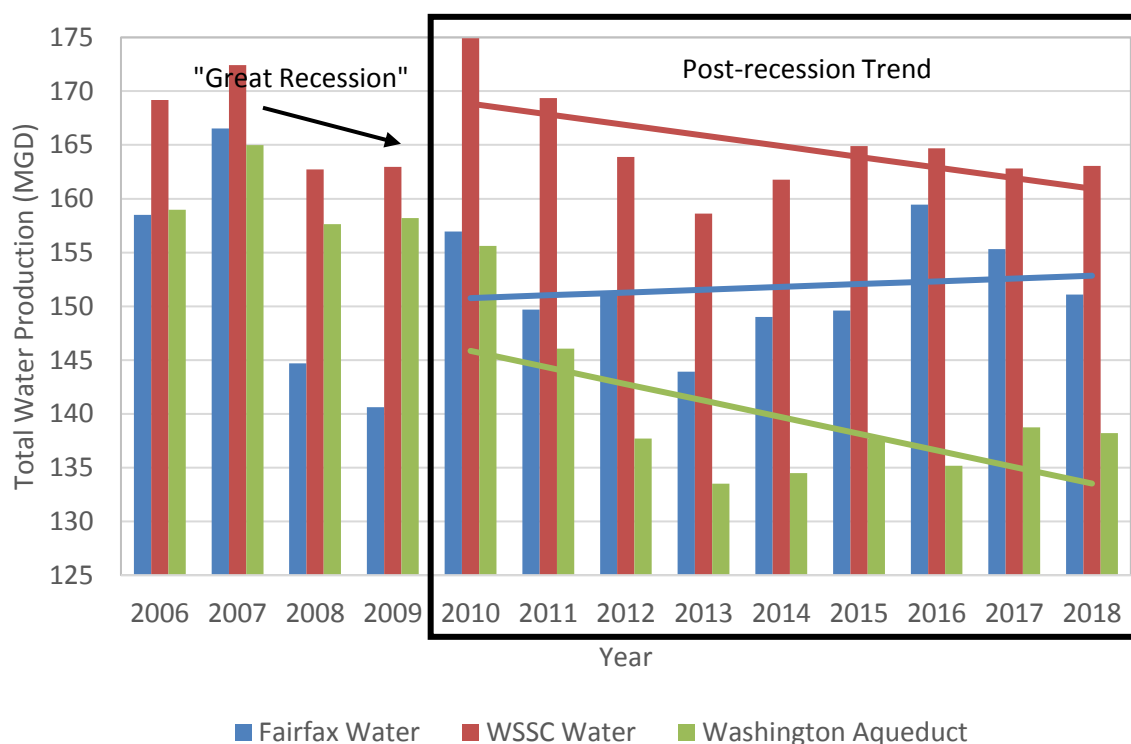 175
170
165
160
155
150
145
140
135
130
125
Total Water Production (MGD)
"Great Recession"
Post-recession Trend
2006 2007 2008 2009 2010 2011 2012 2013 2014 2015 2016 2017 2018
Year
Fairfax Water WSSC Water Washington Aqueduct